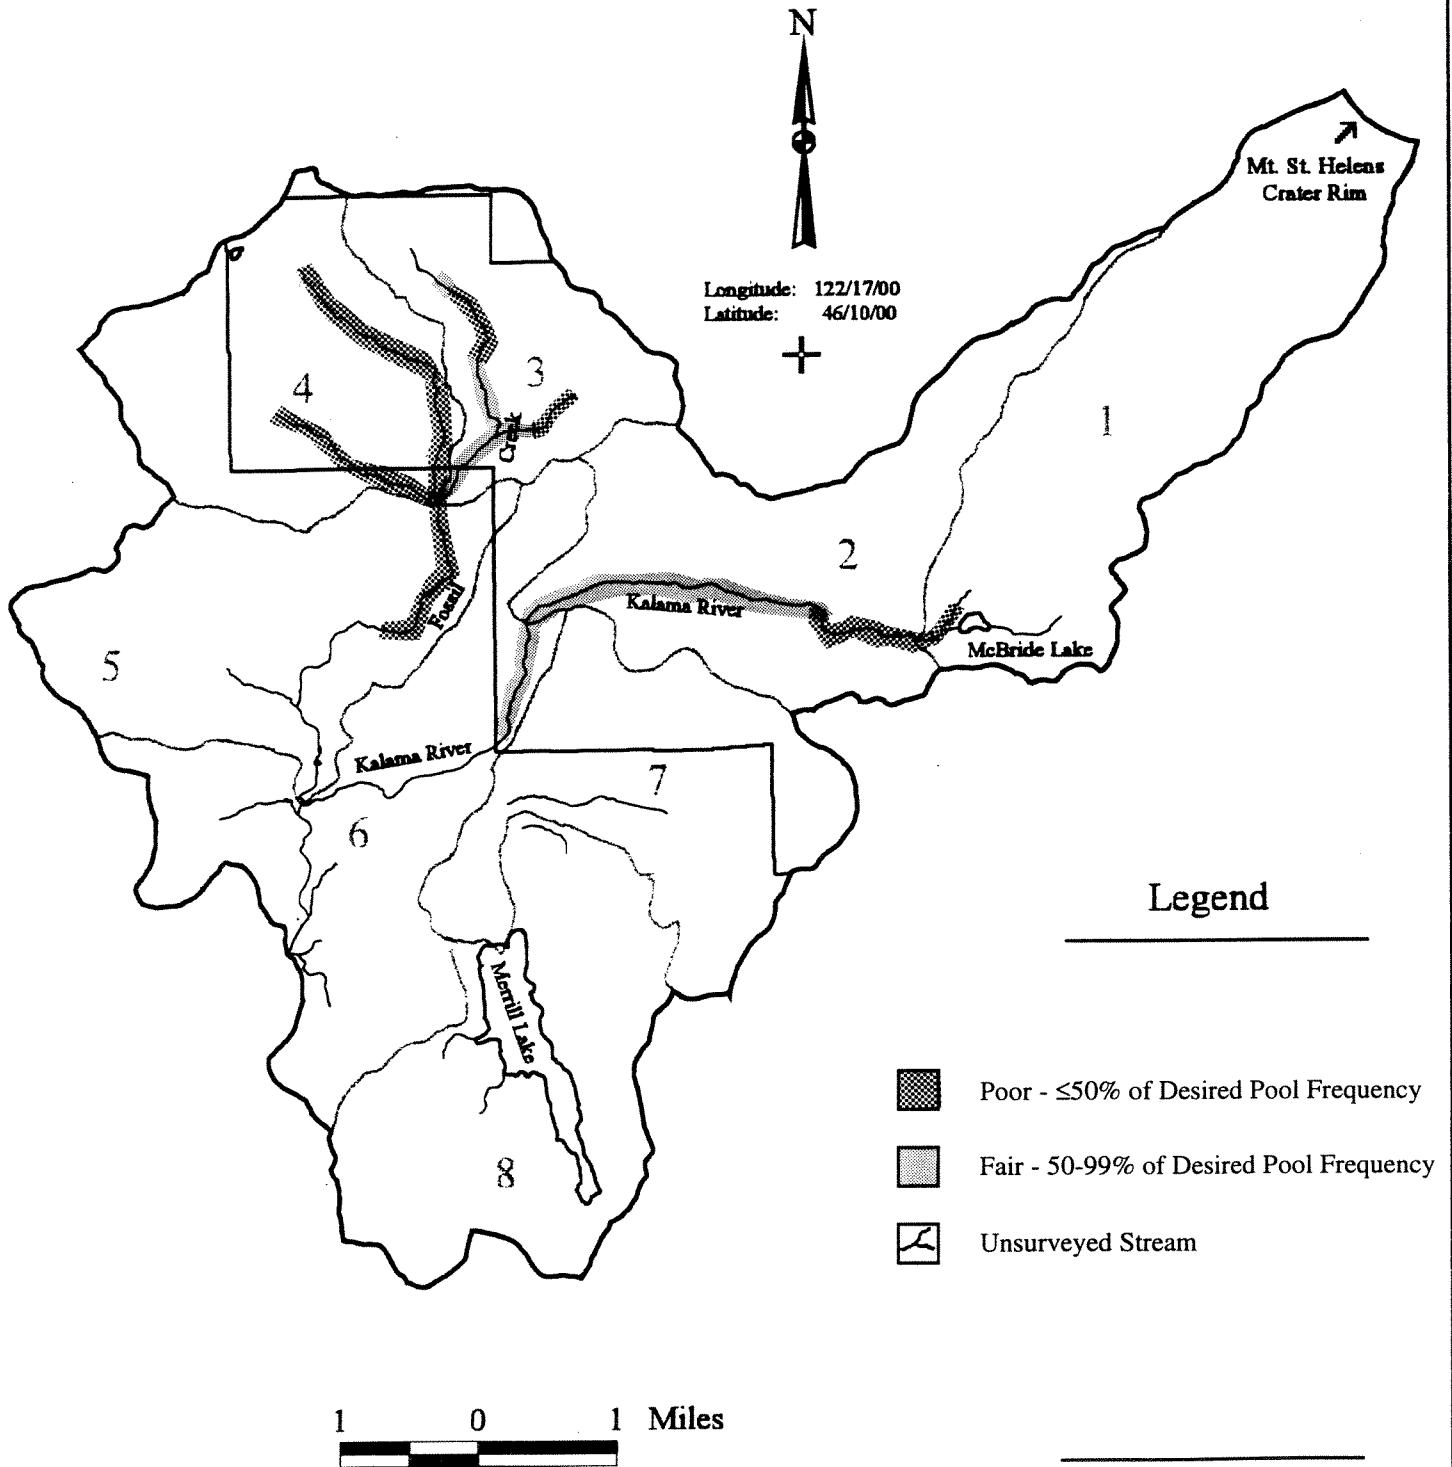 N
Mt. St. Helens
Crater Rim
Longitude: 122/17/00
Latitude: 46/10/00
3
4
1
Creek
2
Kalama River
Fossil
McBride Lake
5
Kalama River
7
6
Legend
Merrill Lake
Poor - ≤50% of Desired Pool Frequency
Fair - 50-99% of Desired Pool Frequency
8
Unsurveyed Stream
1 0 1 Miles